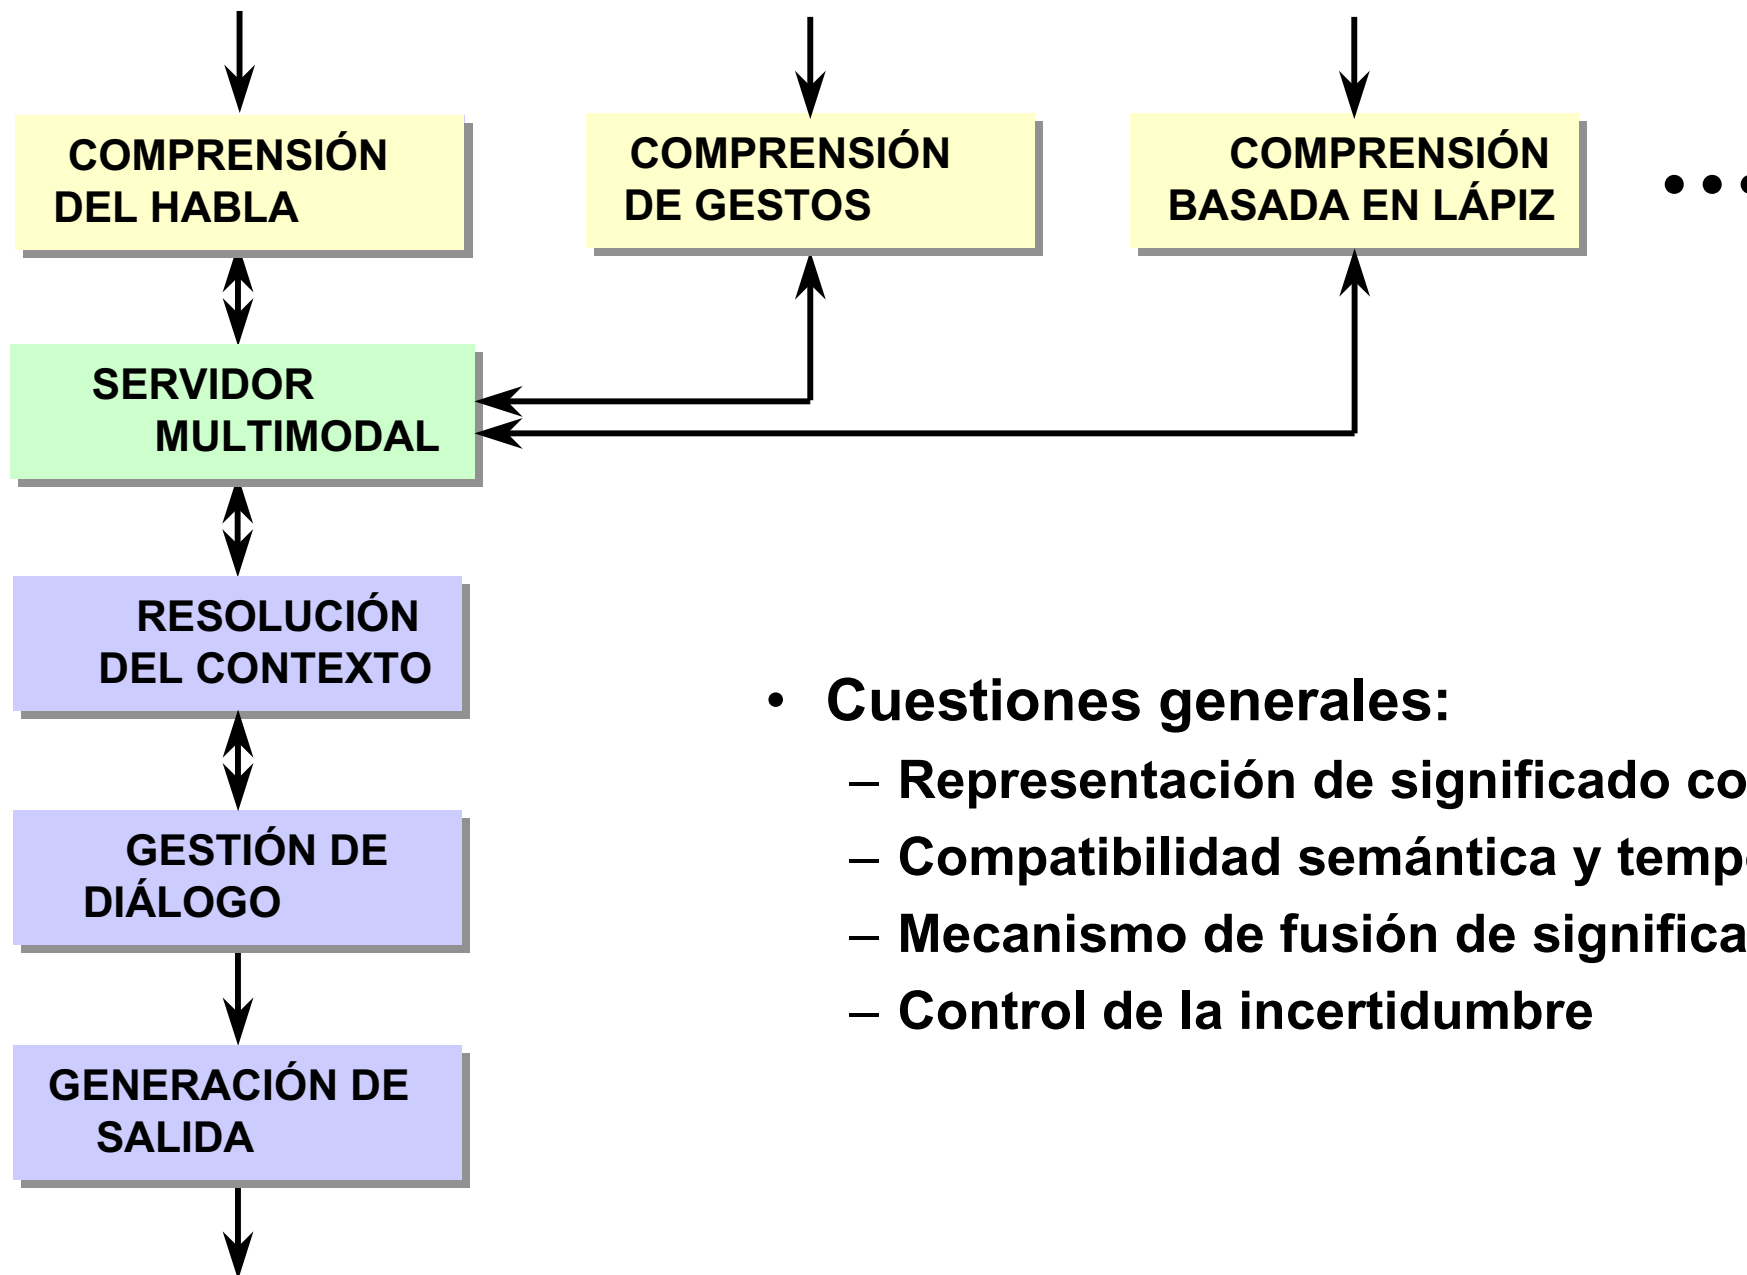 COMPRENSIÓN
DEL HABLA
COMPRENSIÓN
DE GESTOS
COMPRENSIÓN
BASADA EN LÁPIZ
•••
SERVIDOR
MULTIMODAL
RESOLUCIÓN
DEL CONTEXTO
GESTIÓN DE
DIÁLOGO
GENERACIÓN DE
SALIDA
• Cuestiones generales:
– Representación de significado
– Compatibilidad semántica y
– Mecanismo de fusión de
– Control de la incertidumbre